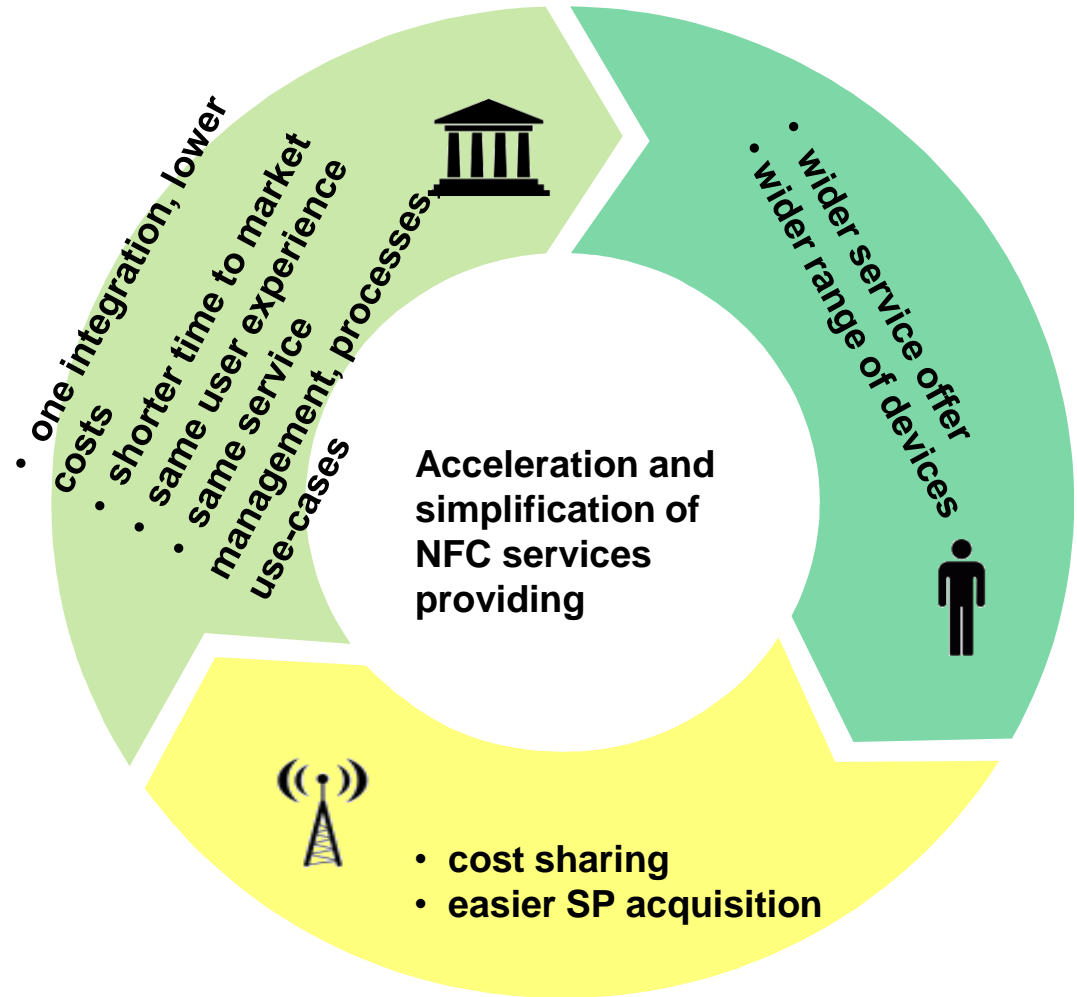 • one integration, lower
costs
• shorter time to market
• same user experience
• same service
management, processes,
use-cases
• wider service offer
• wider range of devices
Acceleration and
simplification of
NFC services
providing
• cost sharing
• easier SP acquisition